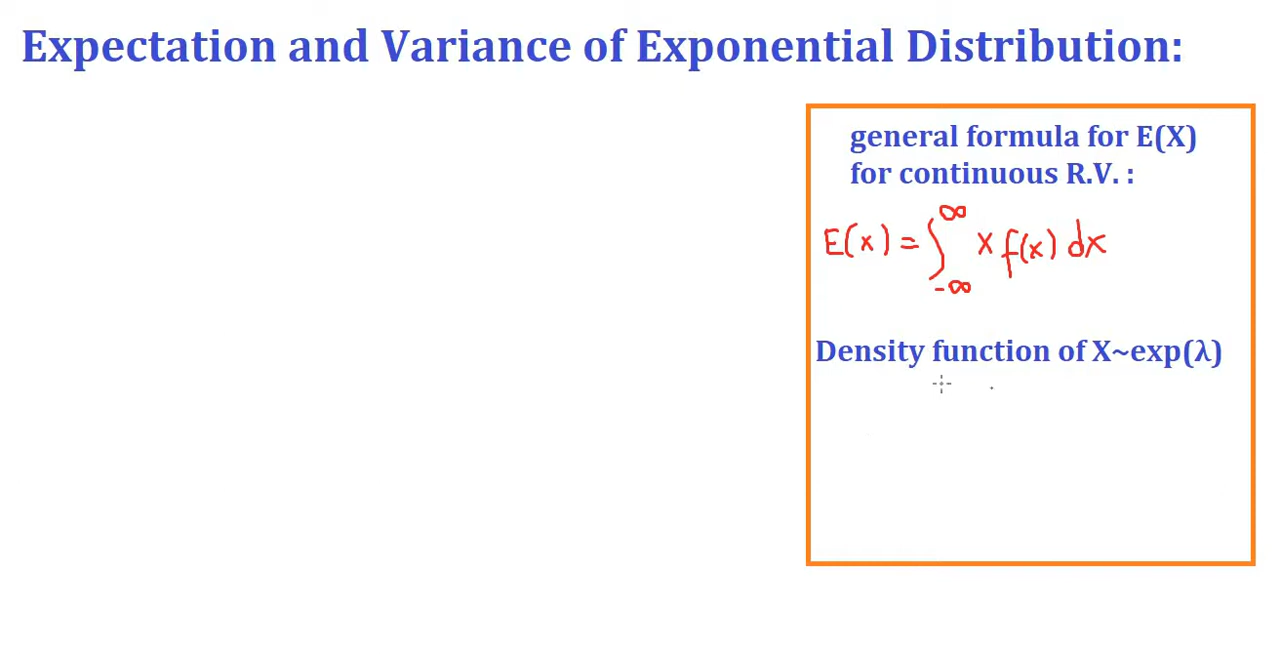 Expectation and Variance of Exponential Distribution:
general formula for E(X)
for continuous R.V. :
E(x) = ∫_{-∞}^{∞} x f(x) dx
Density function of X~exp(λ)